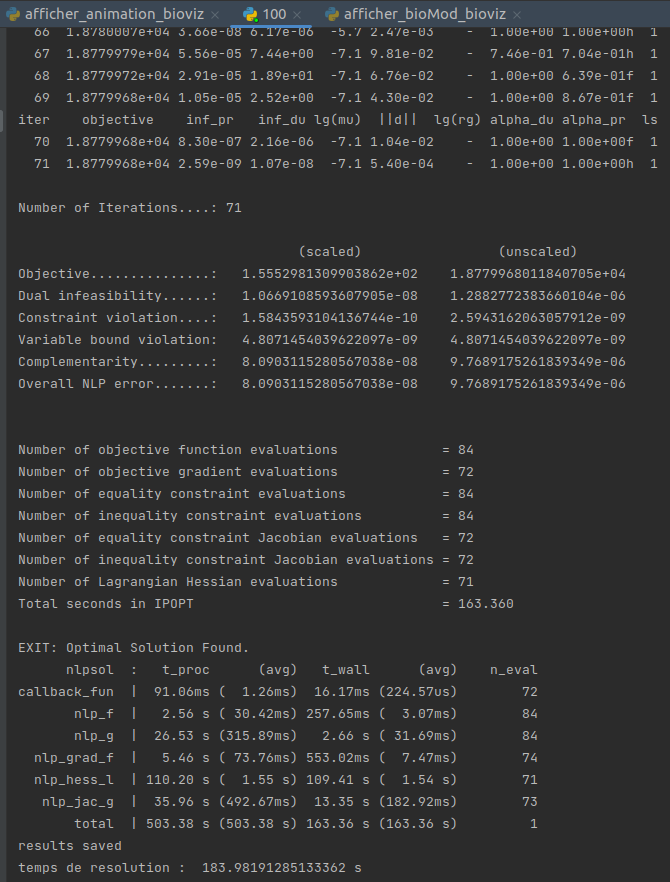 afficher_animation_bioviz × 100 × afficher_bioMod_bioviz ×
66 1.8780007e+04 3.66e-08 6.17e-06 -5.7 2.47e-03 - 1.00e+00 1.00e+00h 1
67 1.8779979e+04 5.56e-05 7.44e+00 -7.1 9.81e-02 - 7.46e-01 7.04e-01h 1
68 1.8779972e+04 2.91e-05 1.89e+01 -7.1 6.76e-02 - 1.00e+00 6.39e-01f 1
69 1.8779968e+04 1.05e-05 2.52e+00 -7.1 4.30e-02 - 1.00e+00 8.67e-01f 1
iter objective inf_pr inf_du lg(mu) ||d|| lg(rg) alpha_du alpha_pr ls
70 1.8779968e+04 8.30e-07 2.16e-06 -7.1 1.04e-02 - 1.00e+00 1.00e+00f 1
71 1.8779968e+04 2.59e-09 1.07e-08 -7.1 5.40e-04 - 1.00e+00 1.00e+00h 1
Number of Iterations....: 71
(scaled) (unscaled)
Objective...............: 1.5552981309903862e+02 1.8779968011840705e+04
Dual infeasibility......: 1.0669108593607905e-08 1.2882772383660104e-06
Constraint violation....: 1.5843593104136744e-10 2.5943162063057912e-09
Variable bound violation: 4.8071454039622097e-09 4.8071454039622097e-09
Complementarity.........: 8.0903115280567038e-08 9.7689175261839349e-06
Overall NLP error.......: 8.0903115280567038e-08 9.7689175261839349e-06
Number of objective function evaluations = 84
Number of objective gradient evaluations = 72
Number of equality constraint evaluations = 84
Number of inequality constraint evaluations = 84
Number of equality constraint Jacobian evaluations = 72
Number of inequality constraint Jacobian evaluations = 72
Number of Lagrangian Hessian evaluations = 71
Total seconds in IPOPT = 163.360
EXIT: Optimal Solution Found.
nlpsol : t_proc (avg) t_wall (avg) n_eval
callback_fun | 91.06ms ( 1.26ms) 16.17ms (224.57us) 72
nlp_f | 2.56 s ( 30.42ms) 257.65ms ( 3.07ms) 84
nlp_g | 26.53 s (315.89ms) 2.66 s ( 31.69ms) 84
nlp_grad_f | 5.46 s ( 73.76ms) 553.02ms ( 7.47ms) 74
nlp_hess_l | 110.20 s ( 1.55 s) 109.41 s ( 1.54 s) 71
nlp_jac_g | 35.96 s (492.67ms) 13.35 s (182.92ms) 73
total | 503.38 s (503.38 s) 163.36 s (163.36 s) 1
results saved
temps de resolution : 183.98191285133362 s